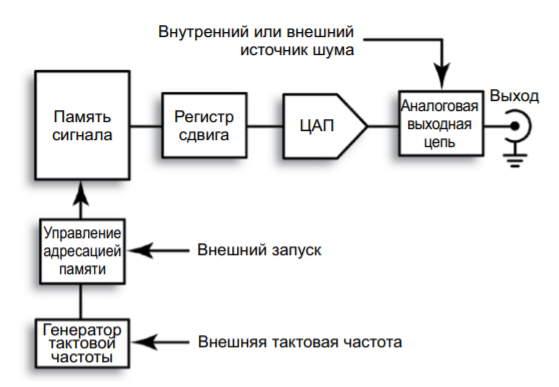 Внутренний или внешний
источник шума
Память
сигнала
Регистр
сдвига
ЦАП
Аналоговая
выходная
цепь
Выход
Управление
адресацией
памяти
Внешний запуск
Генератор
тактовой
частоты
Внешняя тактовая частота